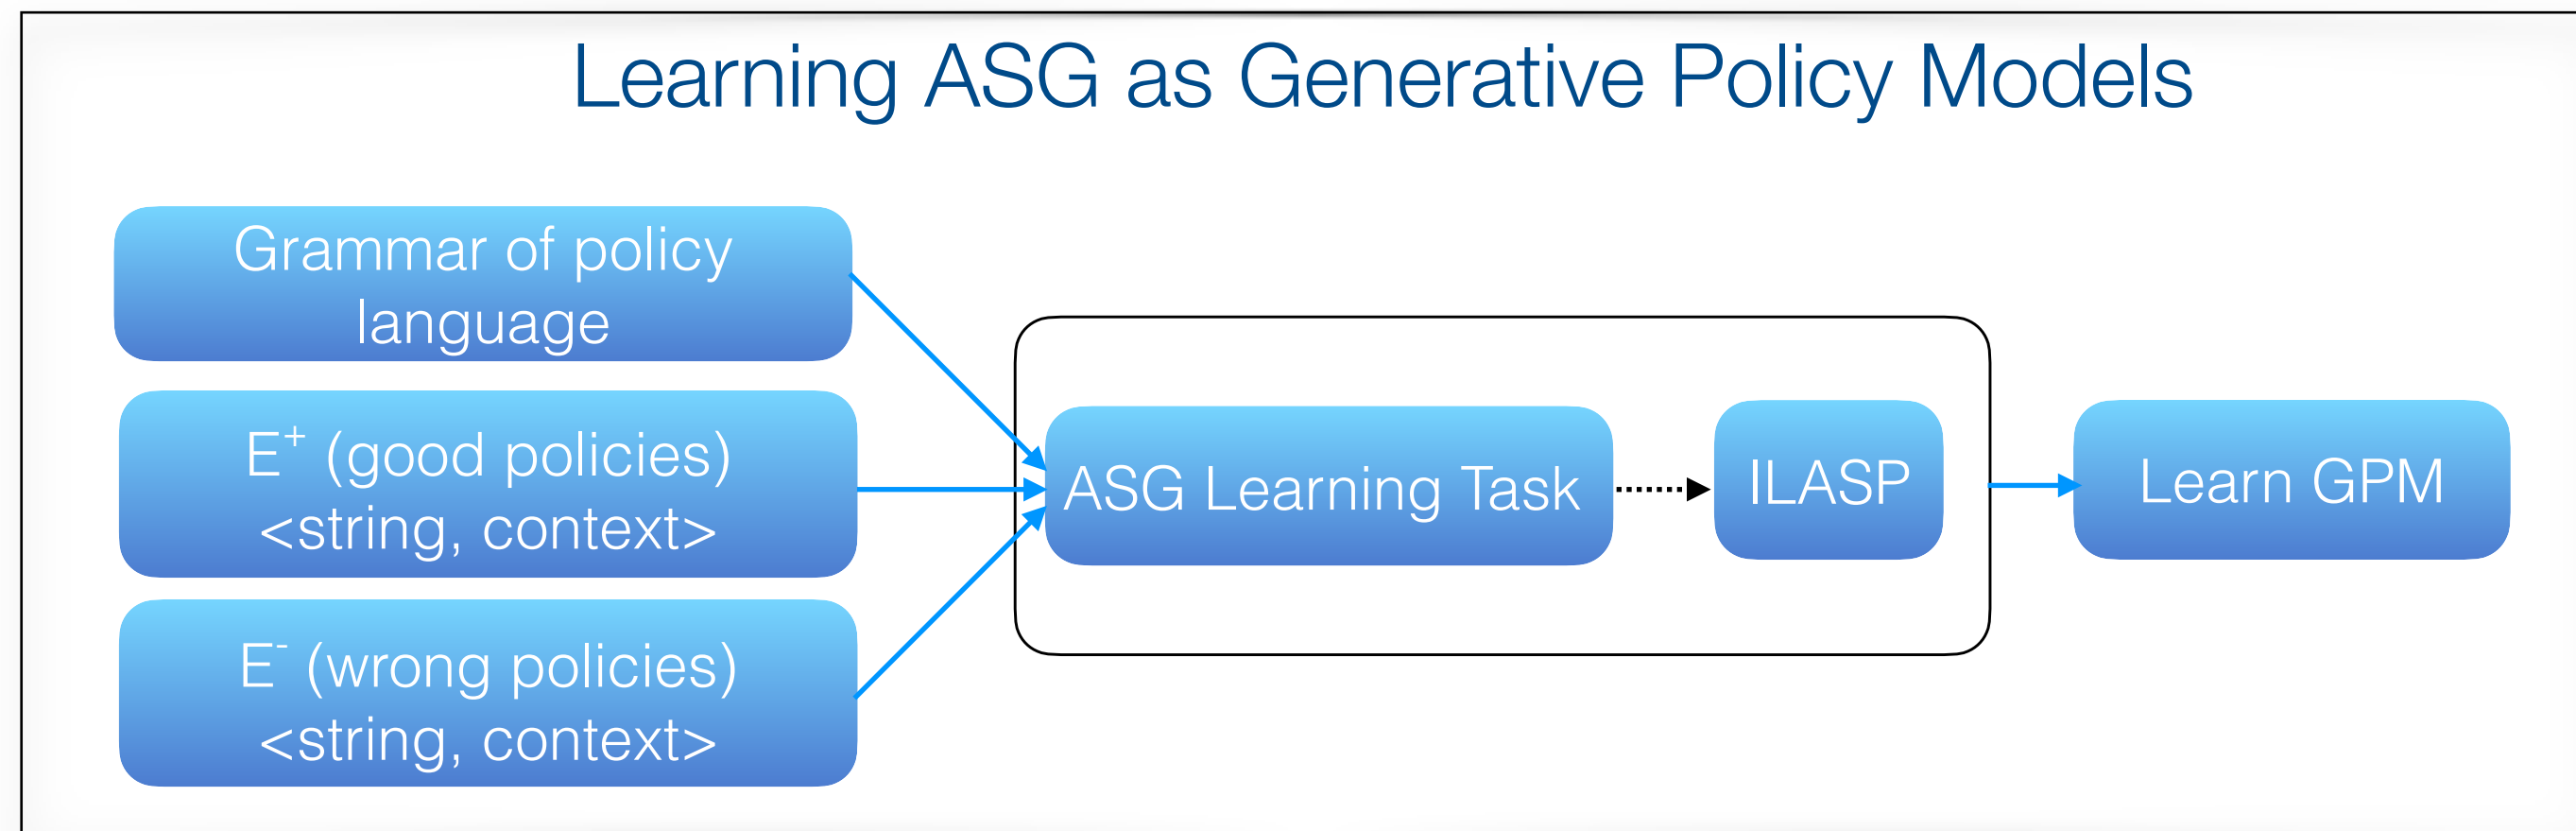 Learning ASG as Generative Policy Models
Grammar of policy
language
E⁺ (good policies)
<string, context>
E⁻ (wrong policies)
<string, context>
ASG Learning Task
ILASP
Learn GPM